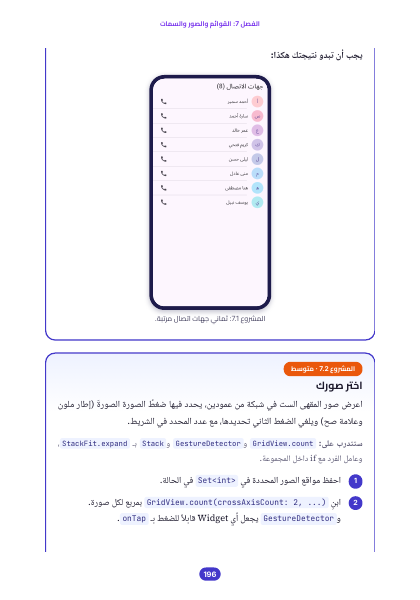 الفصل 7: القوائم والصور والسمات
يجب أن تبدو نتيجتك هكذا:
جهات الاتصال (8)
أ أحمد سمير
س سارة أحمد
ع عمر خالد
ك كريم فتحي
ل ليلى حسن
م منى عادل
ه هنا مصطفى
ي يوسف نبيل
المشروع 7.1: ثماني جهات اتصال مرتبة.
المشروع 7.2 · متوسط
اختر صورك
اعرض صور المقهى الست في شبكة من عمودين، يحدد فيها ضغطُ الصورة الصورةَ (إطار ملون
وعلامة صح) ويلغي الضغط الثاني تحديدها، مع عدد المحدد في الشريط.
ستتدرب على: GridView.count و GestureDetector و Stack بـ StackFit.expand،
وعامل الفرد مع if داخل المجموعة.
1 احفظ مواقع الصور المحددة في Set<int> في الحالة.
2 ابنِ GridView.count(crossAxisCount: 2, ...) بمربع لكل صورة.
و GestureDetector يجعل أي Widget قابلًا للضغط بـ onTap.
196